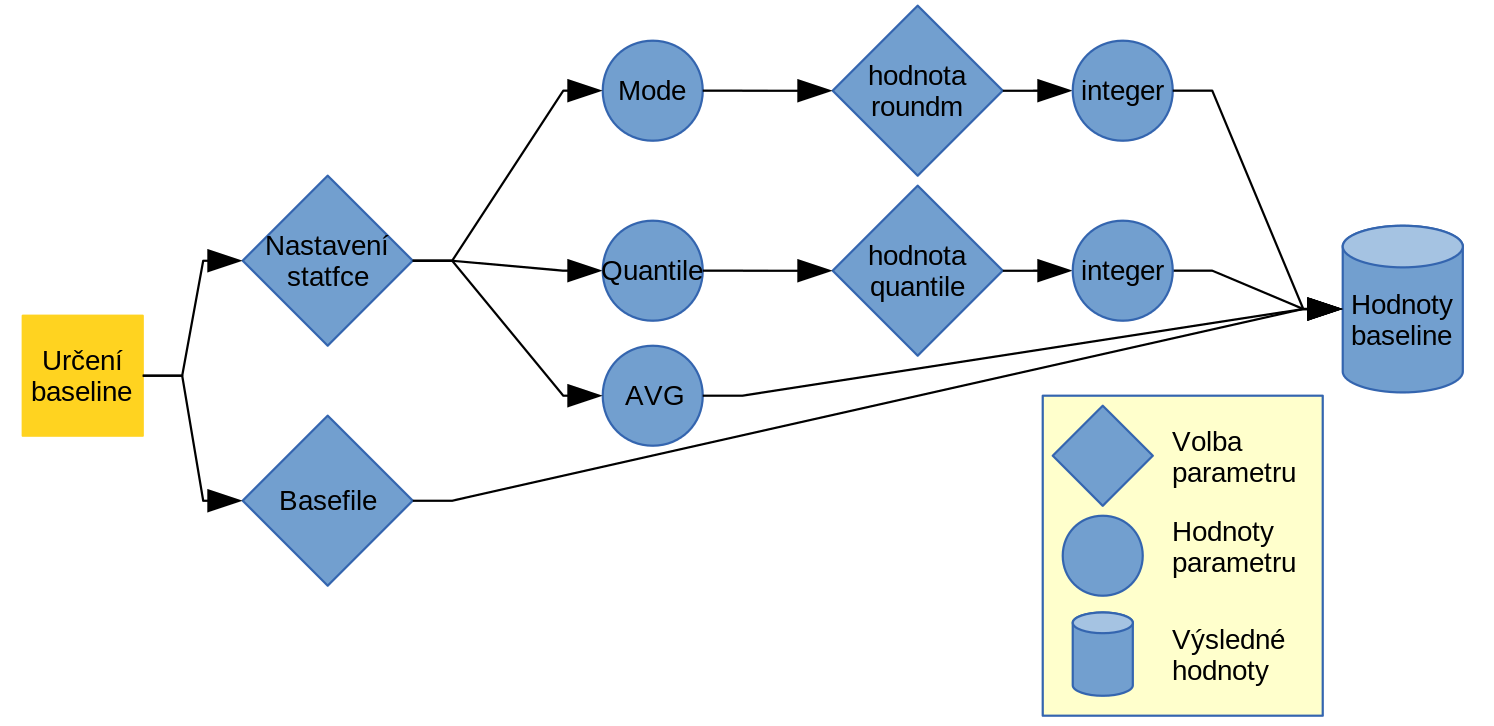 Mode
hodnota
roundm
integer
Nastavení
statfce
Quantile
hodnota
quantile
integer
Hodnoty
baseline
Určení
baseline
AVG
Basefile
Volba
parametru
Hodnoty
parametru
Výsledné
hodnoty